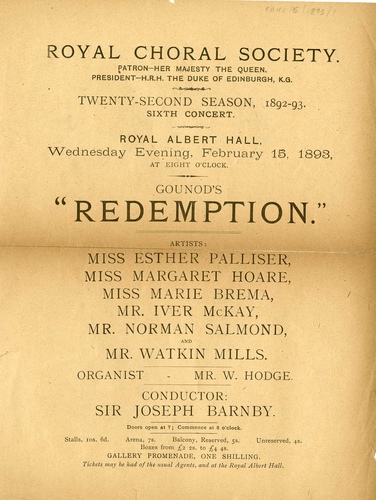 ROYAL CHORAL SOCIETY.
PATRON—HER MAJESTY THE QUEEN.
PRESIDENT—H.R.H. THE DUKE OF EDINBURGH, K.G.
TWENTY-SECOND SEASON, 1892-93.
SIXTH CONCERT.
ROYAL ALBERT HALL,
Wednesday Evening, February 15, 1893,
AT EIGHT O'CLOCK.
GOUNOD'S
"REDEMPTION."
ARTISTS:
MISS ESTHER PALLISER,
MISS MARGARET HOARE,
MISS MARIE BREMA,
MR. IVER McKAY,
MR. NORMAN SALMOND,
AND
MR. WATKIN MILLS.
ORGANIST - MR. W. HODGE.
CONDUCTOR:
SIR JOSEPH BARNBY.
Doors open at 7; Commence at 8 o'clock.
Stalls, 10s. 6d. Arena, 7s. Balcony, Reserved, 5s. Unreserved, 4s.
Boxes from £2 2s. to £4 4s.
GALLERY PROMENADE, ONE SHILLING.
Tickets may be had of the usual Agents, and at the Royal Albert Hall.